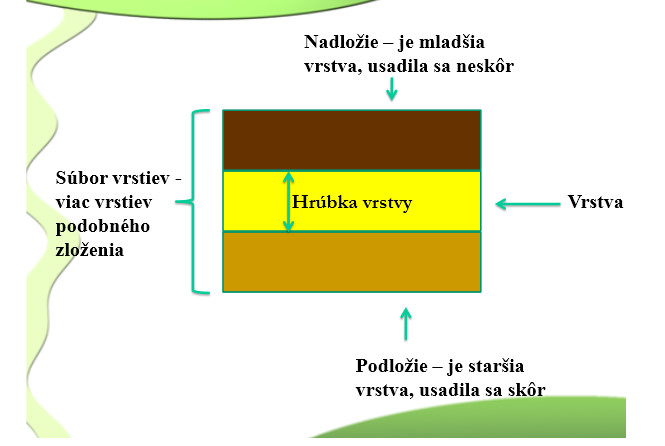 Nadložie – je mladšia
vrstva, usadila sa neskôr
Súbor vrstiev -
viac vrstiev
podobného
zloženia
Hrúbka vrstvy
Vrstva
Podložie – je staršia
vrstva, usadila sa skôr